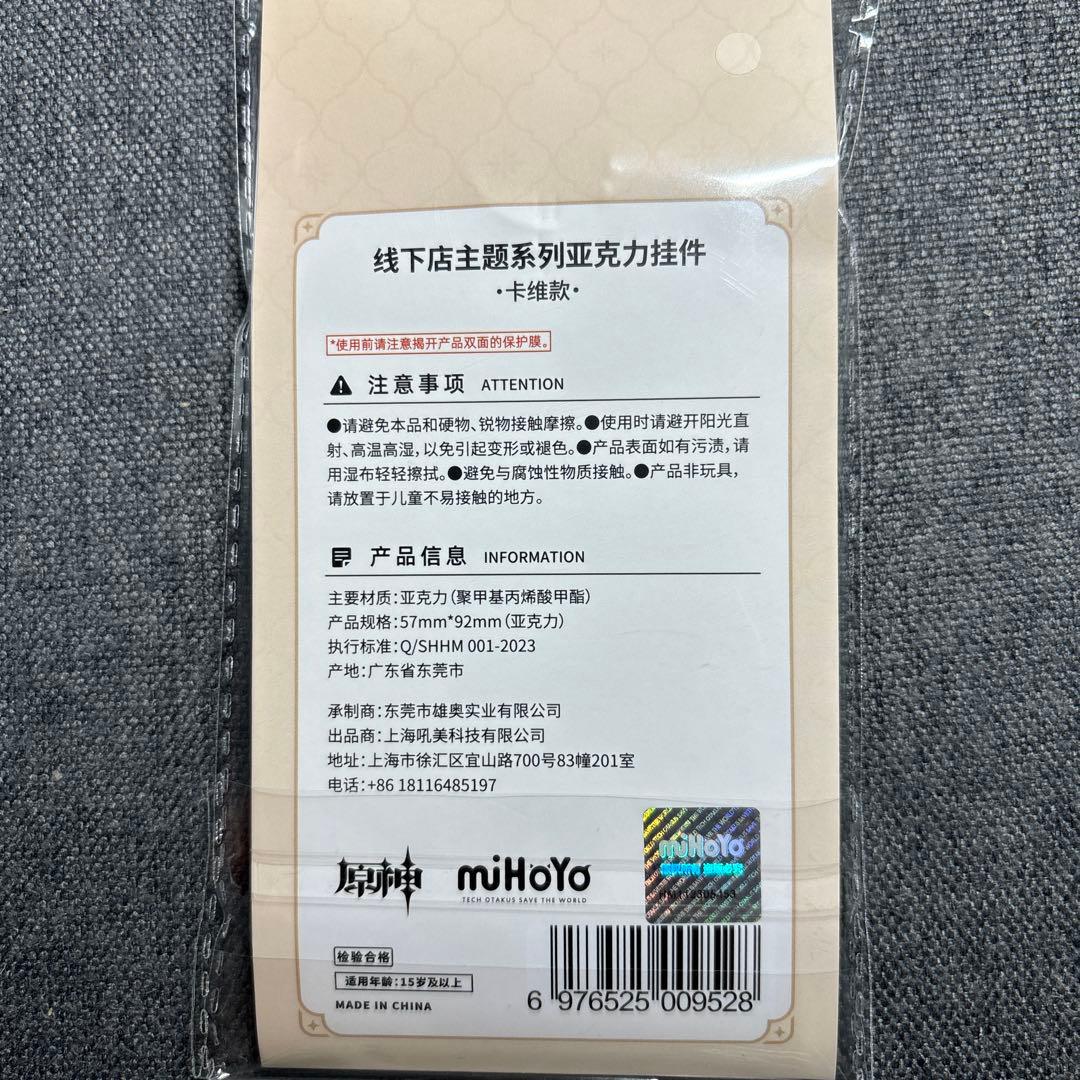 线下店主题系列亚克力挂件
·卡维款·
*使用前请注意揭开产品双面的保护膜。
注意事项 ATTENTION
●请避免本品和硬物、锐物接触摩擦。●使用时请避开阳光直
射、高温高湿,以免引起变形或褪色。●产品表面如有污渍,请
用湿布轻轻擦拭。●避免与腐蚀性物质接触。●产品非玩具,
请放置于儿童不易接触的地方。
产品信息 INFORMATION
主要材质:亚克力(聚甲基丙烯酸甲酯)
产品规格:57mm*92mm(亚克力)
执行标准:Q/SHHM 001-2023
产地:广东省东莞市
承制商:东莞市雄奥实业有限公司
出品商:上海吼美科技有限公司
地址:上海市徐汇区宜山路700号83幢201室
电话:+86 18116485197
原神 miHoYo
TECH OTAKUS SAVE THE WORLD
miHoYo
检验合格
适用年龄:15岁及以上
MADE IN CHINA
6 976525 009528